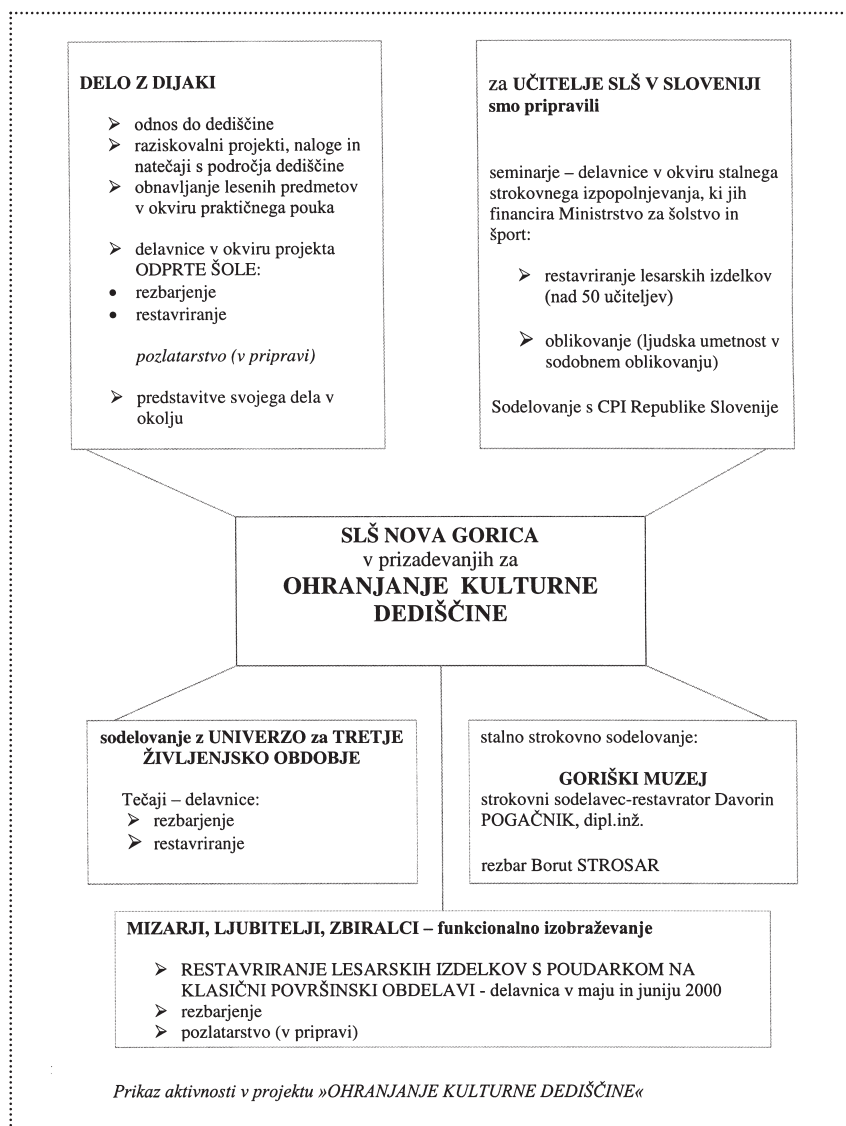 DELO Z DIJAKI
➢ odnos do dediščine
➢ raziskovalni projekti, naloge in
natečaji s področja dediščine
➢ obnavljanje lesenih predmetov
v okviru praktičnega pouka
➢ delavnice v okviru projekta
ODPRTE ŠOLE:
• rezbarjenje
• restavriranje
pozlatarstvo (v pripravi)
➢ predstavitve svojega dela v
okolju
za UČITELJE SLŠ V SLOVENIJI
smo pripravili
seminarje – delavnice v okviru stalnega
strokovnega izpopolnjevanja, ki jih
financira Ministrstvo za šolstvo in
šport:
➢ restavriranje lesarskih izdelkov
(nad 50 učiteljev)
➢ oblikovanje (ljudska umetnost v
sodobnem oblikovanju)
Sodelovanje s CPI Republike Slovenije
SLŠ NOVA GORICA
v prizadevanjih za
OHRANJANJE KULTURNE
DEDIŠČINE
sodelovanje z UNIVERZO za TRETJE
ŽIVLJENJSKO OBDOBJE
Tečaji – delavnice:
➢ rezbarjenje
➢ restavriranje
stalno strokovno sodelovanje:
GORIŠKI MUZEJ
strokovni sodelavec-restavrator Davorin
POGAČNIK, dipl.inž.
rezbar Borut STROSAR
MIZARJI, LJUBITELJI, ZBIRALCI – funkcionalno izobraževanje
➢ RESTAVRIRANJE LESARSKIH IZDELKOV S POUDARKOM NA
KLASIČNI POVRŠINSKI OBDELAVI - delavnica v maju in juniju 2000
➢ rezbarjenje
➢ pozlatarstvo (v pripravi)
Prikaz aktivnosti v projektu »OHRANJANJE KULTURNE DEDIŠČINE«